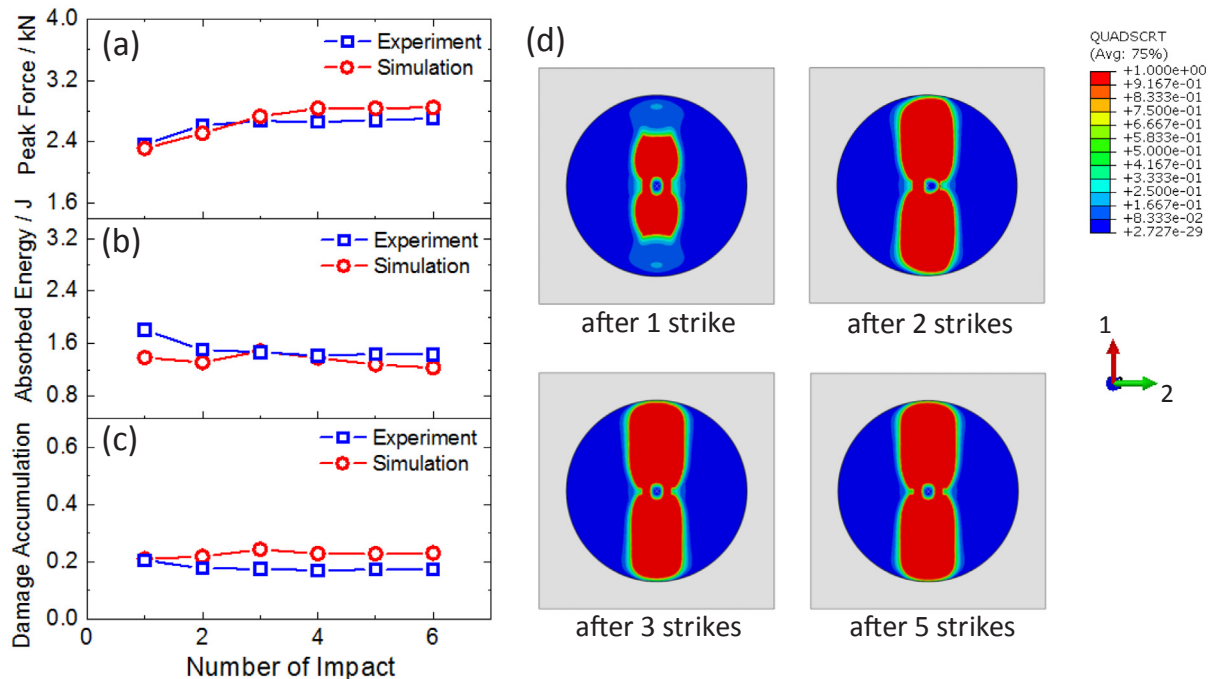 (a)
Experiment
Simulation
Peak Force / kN
4.0
3.2
2.4
1.6
(b)
Experiment
Simulation
Absorbed Energy / J
3.2
2.4
1.6
0.8
(c)
Experiment
Simulation
Damage Accumulation
0.6
0.4
0.2
0.0
0 2 4 6
Number of Impact
(d)
after 1 strike
after 2 strikes
after 3 strikes
after 5 strikes
QUADSCRT
(Avg: 75%)
+1.000e+00
+9.167e-01
+8.333e-01
+7.500e-01
+6.667e-01
+5.000e-01
+4.167e-01
+3.333e-01
+2.500e-01
+1.667e-01
+8.333e-02
+2.727e-29
1
2